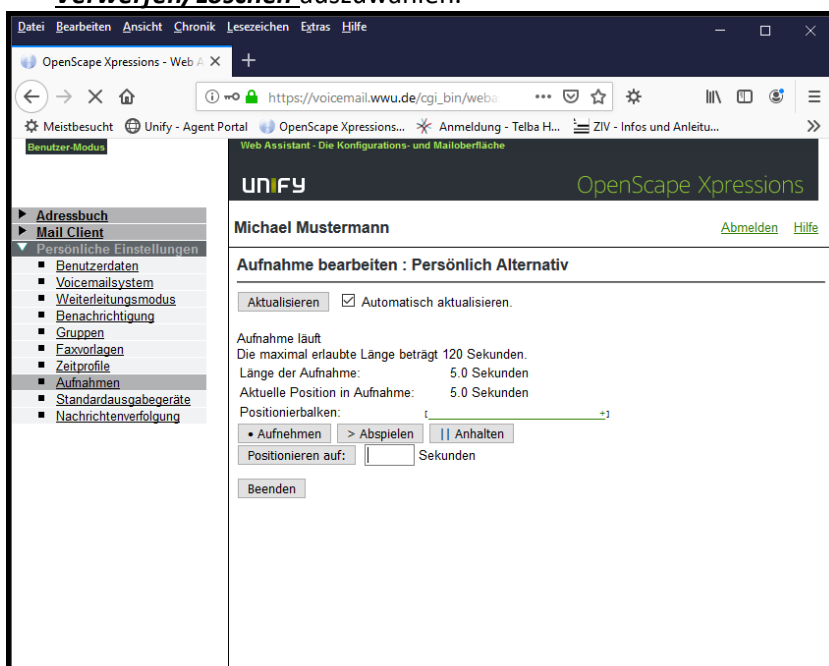 Verwerfen/Löschen auszuwählen.
Datei Bearbeiten Ansicht Chronik Lesezeichen Extras Hilfe
OpenScape Xpressions - Web A
https://voicemail.wwu.de/cgi_bin/weba
Meistbesucht Unify - Agent Portal OpenScape Xpressions... Anmeldung - Telba H... ZIV - Infos und Anleitu...
Benutzer-Modus
Web Assistant - Die Konfigurations- und Mailoberfläche
UNIFY OpenScape Xpressions
Adressbuch
Mail Client
Persönliche Einstellungen
Benutzerdaten
Voicemailsystem
Weiterleitungsmodus
Benachrichtigung
Gruppen
Faxvorlagen
Zeitprofile
Aufnahmen
Standardausgabegeräte
Nachrichtenverfolgung
Michael Mustermann Abmelden Hilfe
Aufnahme bearbeiten : Persönlich Alternativ
Aktualisieren Automatisch aktualisieren.
Aufnahme läuft
Die maximal erlaubte Länge beträgt 120 Sekunden.
Länge der Aufnahme: 5.0 Sekunden
Aktuelle Position in Aufnahme: 5.0 Sekunden
Positionierbalken: [ +]
• Aufnehmen > Abspielen || Anhalten
Positionieren auf: Sekunden
Beenden